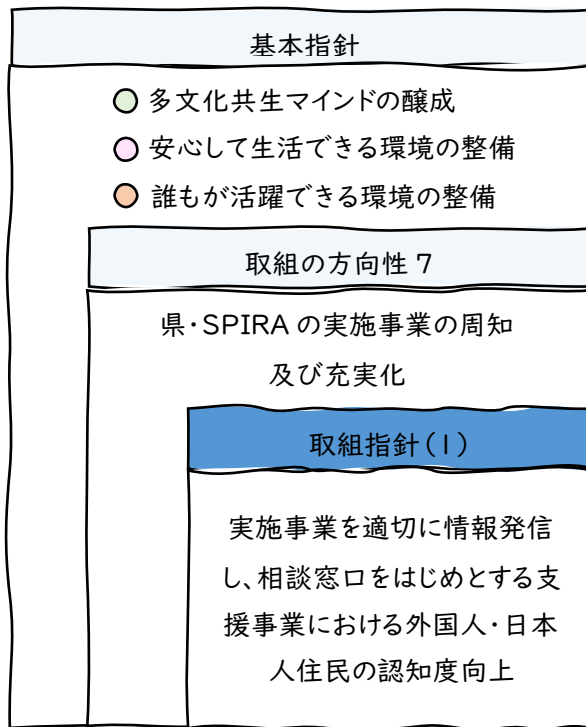 基本指針
多文化共生マインドの醸成
安心して生活できる環境の整備
誰もが活躍できる環境の整備
取組の方向性7
県・SPIRAの実施事業の周知
及び充実化
取組指針(1)
実施事業を適切に情報発信
し、相談窓口をはじめとする支
援事業における外国人・日本
人住民の認知度向上